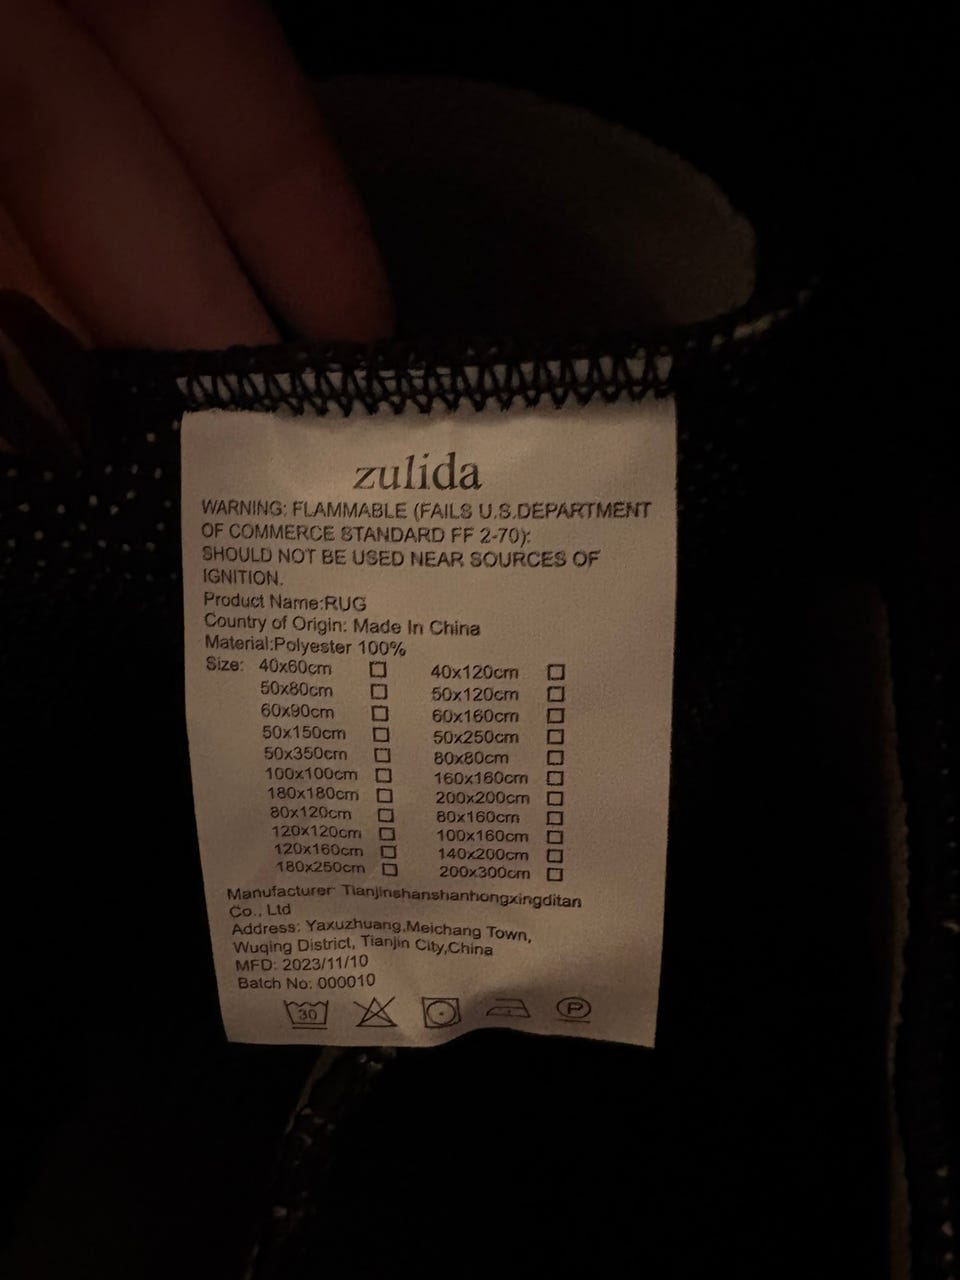 zulida
WARNING: FLAMMABLE (FAILS U.S.DEPARTMENT
OF COMMERCE STANDARD FF 2-70):
SHOULD NOT BE USED NEAR SOURCES OF
IGNITION.
Product Name:RUG
Country of Origin: Made In China
Material:Polyester 100%
Size: 40x60cm 40x120cm
50x80cm 50x120cm
60x90cm 60x160cm
50x150cm 50x250cm
50x350cm 80x80cm
100x100cm 160x160cm
180x180cm 200x200cm
80x120cm 80x160cm
120x120cm 100x160cm
120x160cm 140x200cm
180x250cm 200x300cm
Manufacturer: Tianjinshanshanhongxingditan
Co., Ltd
Address: Yaxuzhuang,Meichang Town,
Wuqing District, Tianjin City,China
MFD: 2023/11/10
Batch No: 000010
30 P